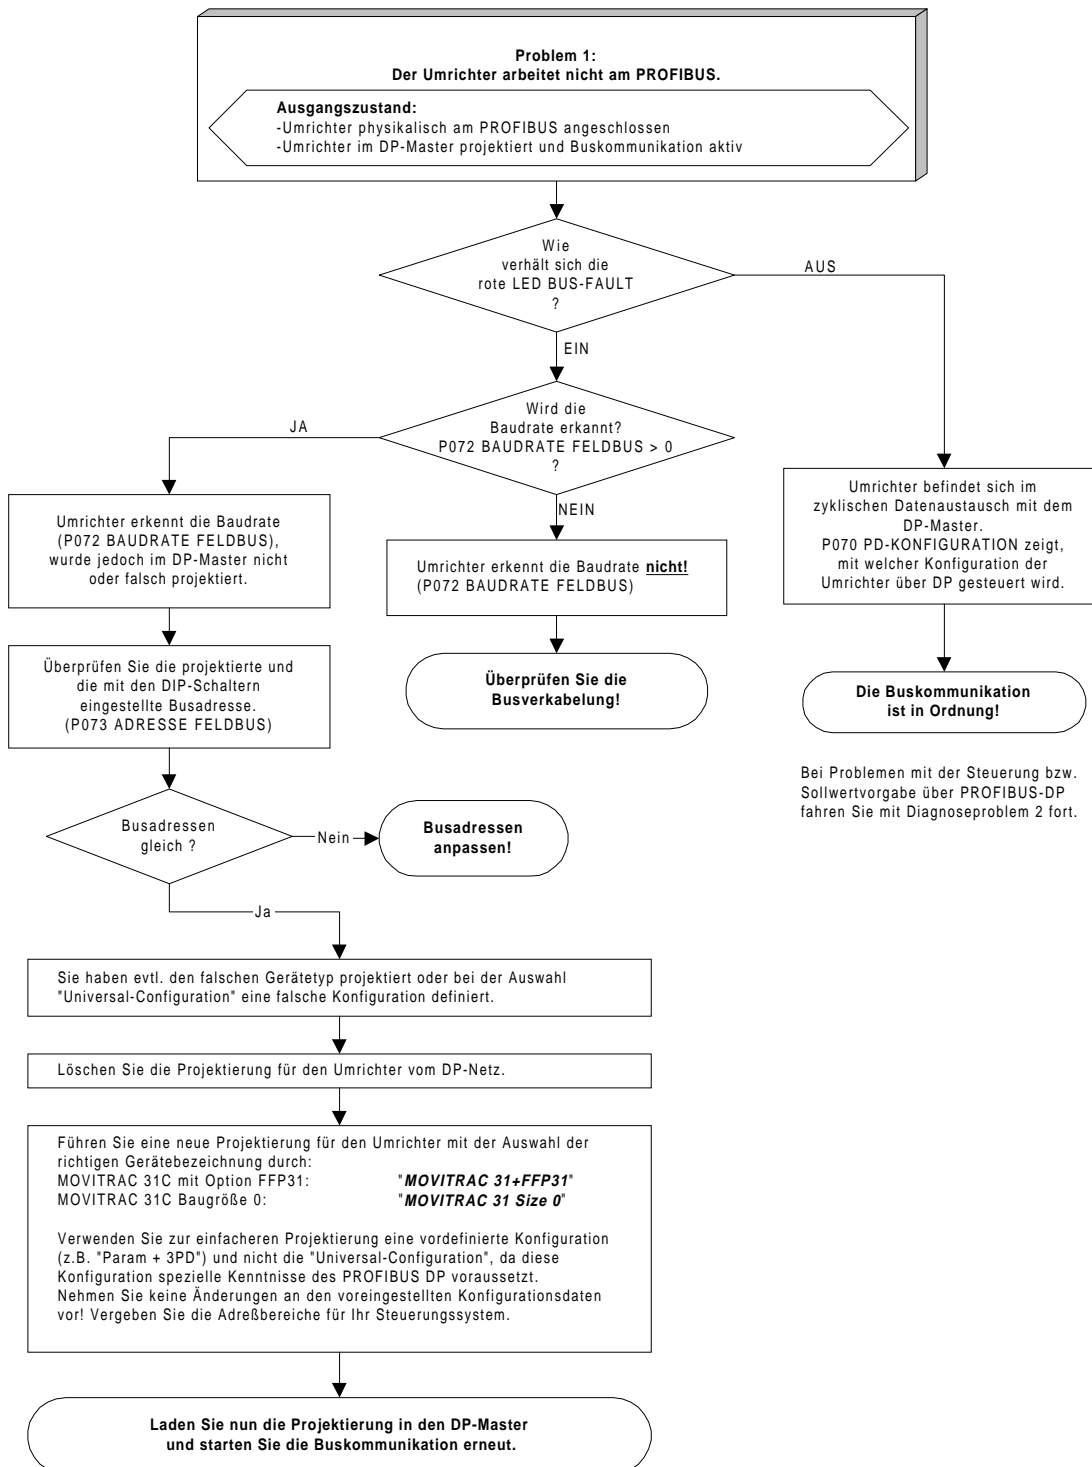 Problem 1:
Der Umrichter arbeitet nicht am PROFIBUS.
Ausgangszustand:
-Umrichter physikalisch am PROFIBUS angeschlossen
-Umrichter im DP-Master projektiert und Buskommunikation aktiv
Wie
verhält sich die
rote LED BUS-FAULT
?
AUS
EIN
Wird die
Baudrate erkannt?
P072 BAUDRATE FELDBUS > 0
?
JA
NEIN
Umrichter erkennt die Baudrate
(P072 BAUDRATE FELDBUS),
wurde jedoch im DP-Master nicht
oder falsch projektiert.
Umrichter erkennt die Baudrate nicht!
(P072 BAUDRATE FELDBUS)
Umrichter befindet sich im
zyklischen Datenaustausch mit dem
DP-Master.
P070 PD-KONFIGURATION zeigt,
mit welcher Konfiguration der
Umrichter über DP gesteuert wird.
Überprüfen Sie die projektierte und
die mit den DIP-Schaltern
eingestellte Busadresse.
(P073 ADRESSE FELDBUS)
Überprüfen Sie die
Busverkabelung!
Die Buskommunikation
ist in Ordnung!
Bei Problemen mit der Steuerung bzw.
Sollwertvorgabe über PROFIBUS-DP
fahren Sie mit Diagnoseproblem 2 fort.
Busadressen
gleich ?
Nein
Busadressen
anpassen!
Ja
Sie haben evtl. den falschen Gerätetyp projektiert oder bei der Auswahl
"Universal-Configuration" eine falsche Konfiguration definiert.
Löschen Sie die Projektierung für den Umrichter vom DP-Netz.
Führen Sie eine neue Projektierung für den Umrichter mit der Auswahl der
richtigen Gerätebezeichnung durch:
MOVITRAC 31C mit Option FFP31: "MOVITRAC 31+FFP31"
MOVITRAC 31C Baugröße 0: "MOVITRAC 31 Size 0"
Verwenden Sie zur einfacheren Projektierung eine vordefinierte Konfiguration
(z.B. "Param + 3PD") und nicht die "Universal-Configuration", da diese
Konfiguration spezielle Kenntnisse des PROFIBUS DP voraussetzt.
Nehmen Sie keine Änderungen an den voreingestellten Konfigurationsdaten
vor! Vergeben Sie die Adreßbereiche für Ihr Steuerungssystem.
Laden Sie nun die Projektierung in den DP-Master
und starten Sie die Buskommunikation erneut.